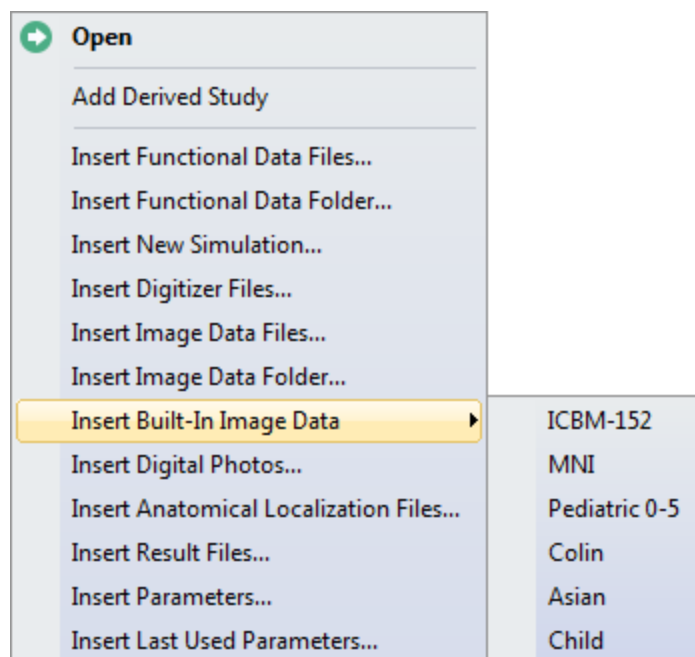 Open
Add Derived Study
Insert Functional Data Files...
Insert Functional Data Folder...
Insert New Simulation...
Insert Digitizer Files...
Insert Image Data Files...
Insert Image Data Folder...
Insert Built-In Image Data
Insert Digital Photos...
Insert Anatomical Localization Files...
Insert Result Files...
Insert Parameters...
Insert Last Used Parameters...
ICBM-152
MNI
Pediatric 0-5
Colin
Asian
Child